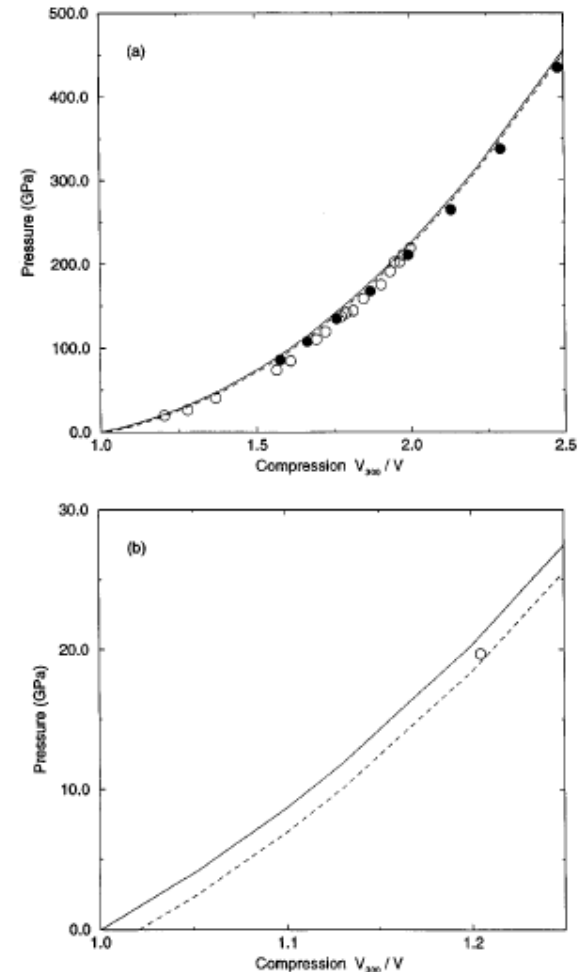 500.0
(a)
400.0
300.0
200.0
100.0
0.0
Pressure (GPa)
1.0 1.5 2.0 2.5
Compression V₃₀₀ / V
30.0
(b)
20.0
10.0
0.0
Pressure (GPa)
1.0 1.1 1.2
Compression V₃₀₀ / V